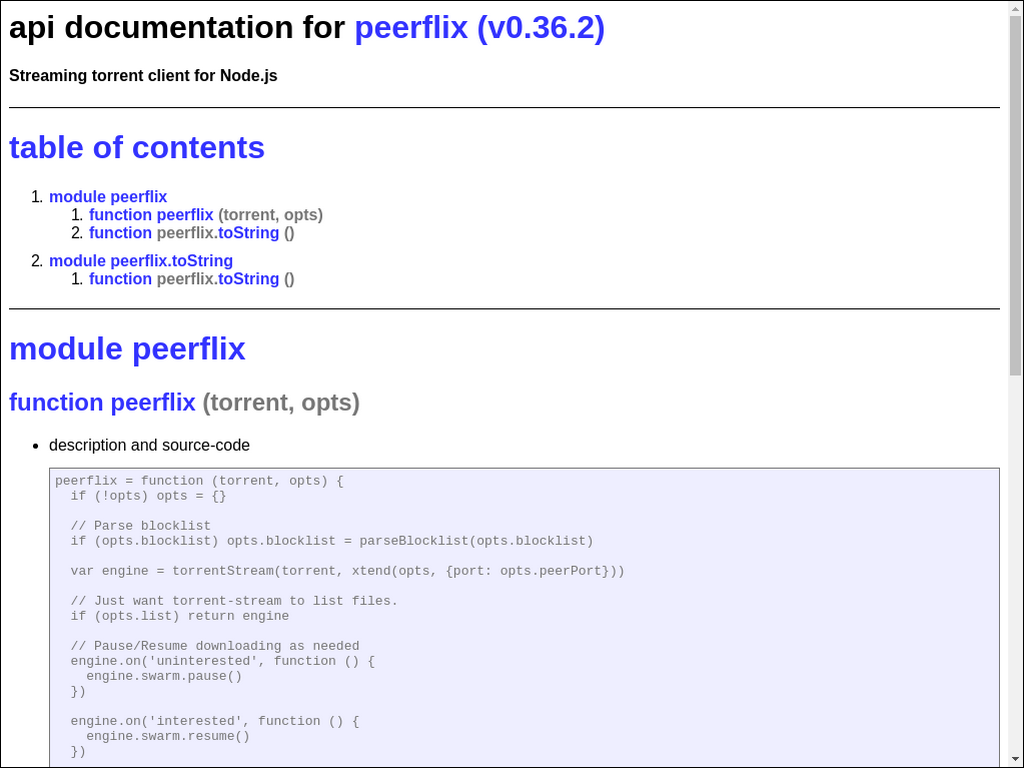 api documentation for peerflix (v0.36.2)
Streaming torrent client for Node.js
table of contents
1. module peerflix
1. function peerflix (torrent, opts)
2. function peerflix.toString ()
2. module peerflix.toString
1. function peerflix.toString ()
module peerflix
function peerflix (torrent, opts)
• description and source-code
peerflix = function (torrent, opts) {
  if (!opts) opts = {}
  // Parse blocklist
  if (opts.blocklist) opts.blocklist = parseBlocklist(opts.blocklist)
  var engine = torrentStream(torrent, xtend(opts, {port: opts.peerPort}))
  // Just want torrent-stream to list files.
  if (opts.list) return engine
  // Pause/Resume downloading as needed
  engine.on('uninterested', function () {
    engine.swarm.pause()
  })
  engine.on('interested', function () {
    engine.swarm.resume()
  })